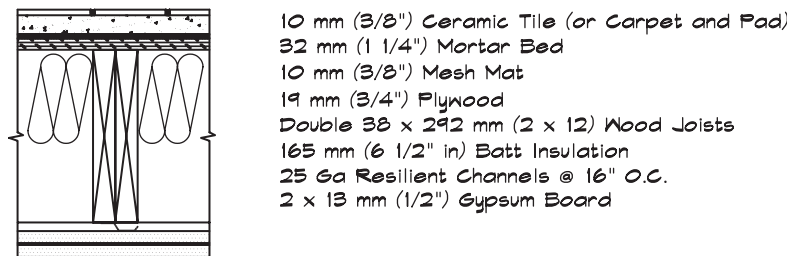 10 mm (3/8") Ceramic Tile (or Carpet and Pad)
32 mm (1 1/4") Mortar Bed
10 mm (3/8") Mesh Mat
19 mm (3/4") Plywood
Double 38 x 292 mm (2 x 12) Wood Joists
165 mm (6 1/2" in) Batt Insulation
25 Ga Resilient Channels @ 16" O.C.
2 x 13 mm (1/2") Gypsum Board